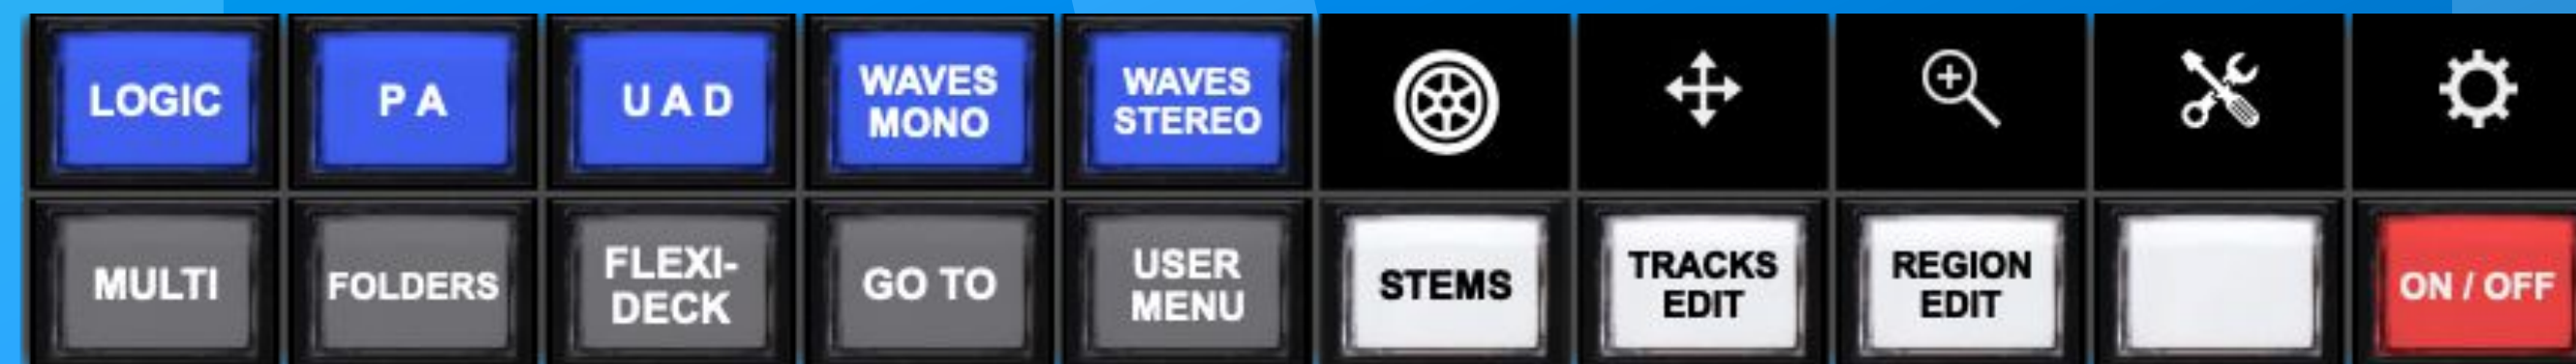 LOGIC
P A
U A D
WAVES
MONO
WAVES
STEREO
MULTI
FOLDERS
FLEXI-
DECK
GO TO
USER
MENU
STEMS
TRACKS
EDIT
REGION
EDIT
ON / OFF